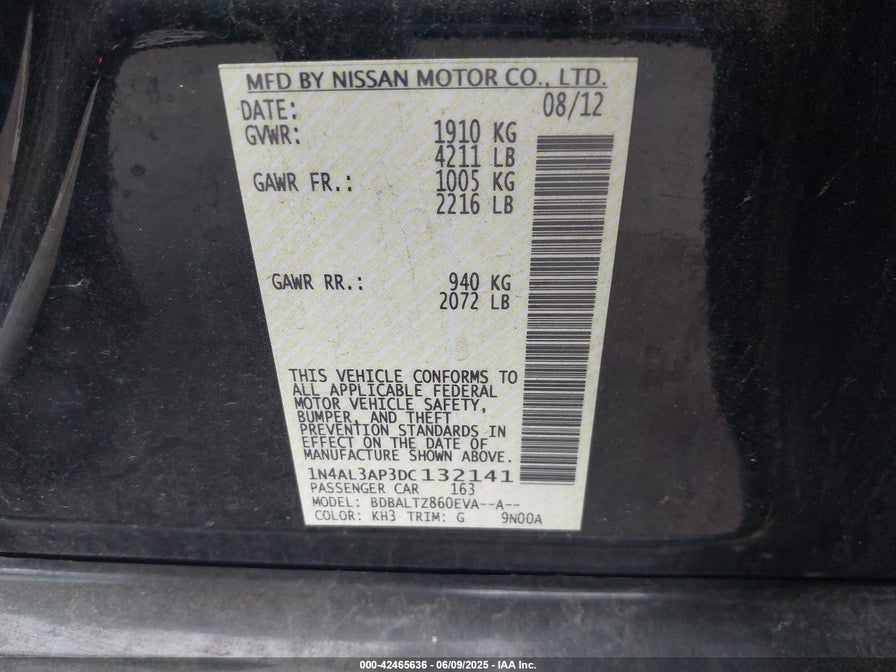 MFD BY NISSAN MOTOR CO., LTD.
DATE: 08/12
GVWR: 1910 KG
4211 LB
GAWR FR.: 1005 KG
2216 LB
GAWR RR.: 940 KG
2072 LB
THIS VEHICLE CONFORMS TO
ALL APPLICABLE FEDERAL
MOTOR VEHICLE SAFETY,
BUMPER, AND THEFT
PREVENTION STANDARDS IN
EFFECT ON THE DATE OF
MANUFACTURE SHOWN ABOVE.
1N4AL3AP3DC132141
PASSENGER CAR 163
MODEL: BDBALTZ860EVA--A--
COLOR: KH3 TRIM: G 9N00A
000-42465636 - 06/09/2025 - IAA Inc.